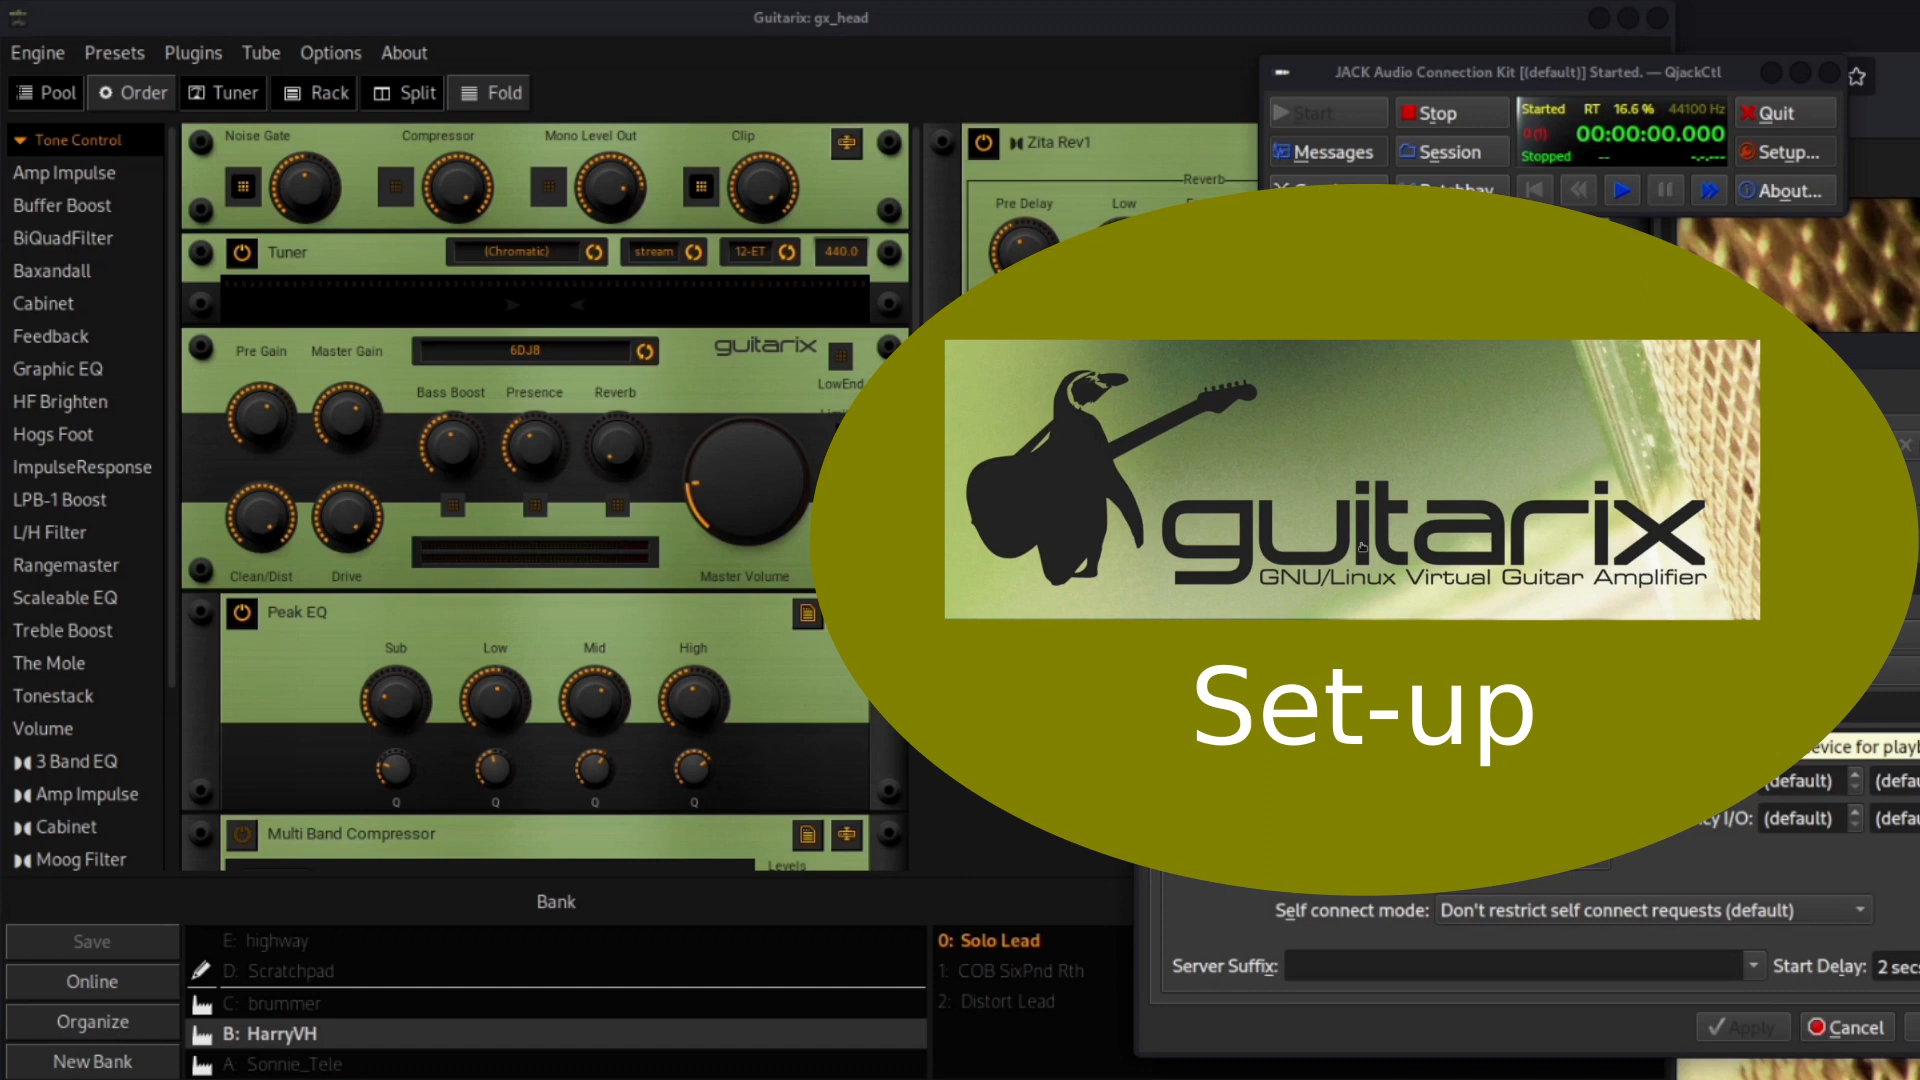 Guitarix: gx_head
Engine Presets Plugins Tube Options About
Pool Order Tuner Rack Split Fold
Tone Control
Amp Impulse
Buffer Boost
BiQuadFilter
Baxandall
Cabinet
Feedback
Graphic EQ
HF Brighten
Hogs Foot
ImpulseResponse
LPB-1 Boost
L/H Filter
Rangemaster
Scaleable EQ
Treble Boost
The Mole
Tonestack
Volume
3 Band EQ
Amp Impulse
Cabinet
Moog Filter
Noise Gate Compressor Mono Level Out Clip
Tuner (Chromatic) stream 12-ET 440.0
Pre Gain Master Gain 6DJ8 guitarix
LowEnd
Bass Boost Presence Reverb
Clean/Dist Drive Master Volume
Peak EQ
Sub Low Mid High
Q Q Q Q
Multi Band Compressor
Levels
Zita Rev1
Reverb
Pre Delay Low
JACK Audio Connection Kit [(default)] Started. — QjackCtl
Start Stop Started RT 16.6 % 44100 Hz Quit
0 (1) 00:00:00.000
Messages Session Stopped -- -.-.--- Setup...
About...
guitarix
GNU/Linux Virtual Guitar Amplifier
Set-up
evice for playb
(default) (defau
cy I/O: (default) (defau
Self connect mode: Don't restrict self connect requests (default)
Server Suffix: Start Delay: 2 secs
Apply Cancel
Bank
Save
Online
Organize
New Bank
E: highway
D: Scratchpad
C: brummer
B: HarryVH
A: Sonnie_Tele
0: Solo Lead
1: COB SixPnd Rth
2: Distort Lead